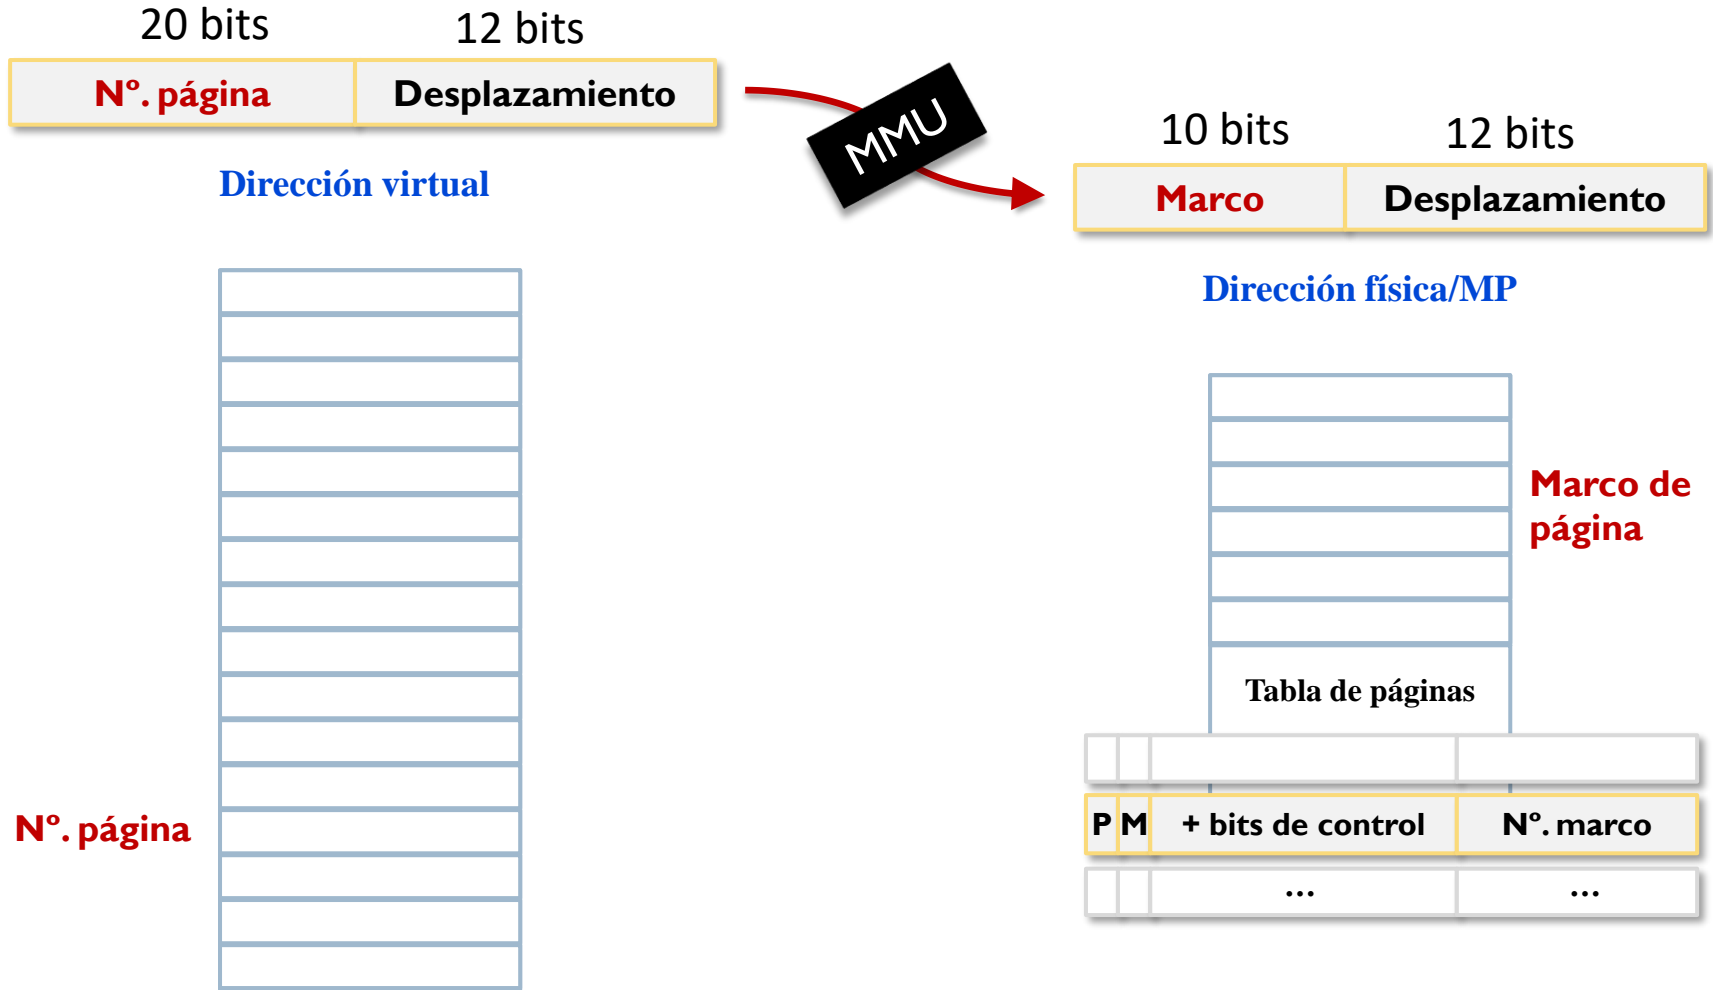 20 bits 12 bits
Nº. página Desplazamiento
MMU
Dirección virtual
10 bits 12 bits
Marco Desplazamiento
Dirección física/MP
Marco de
página
Tabla de páginas
Nº. página
P M + bits de control Nº. marco
... ...